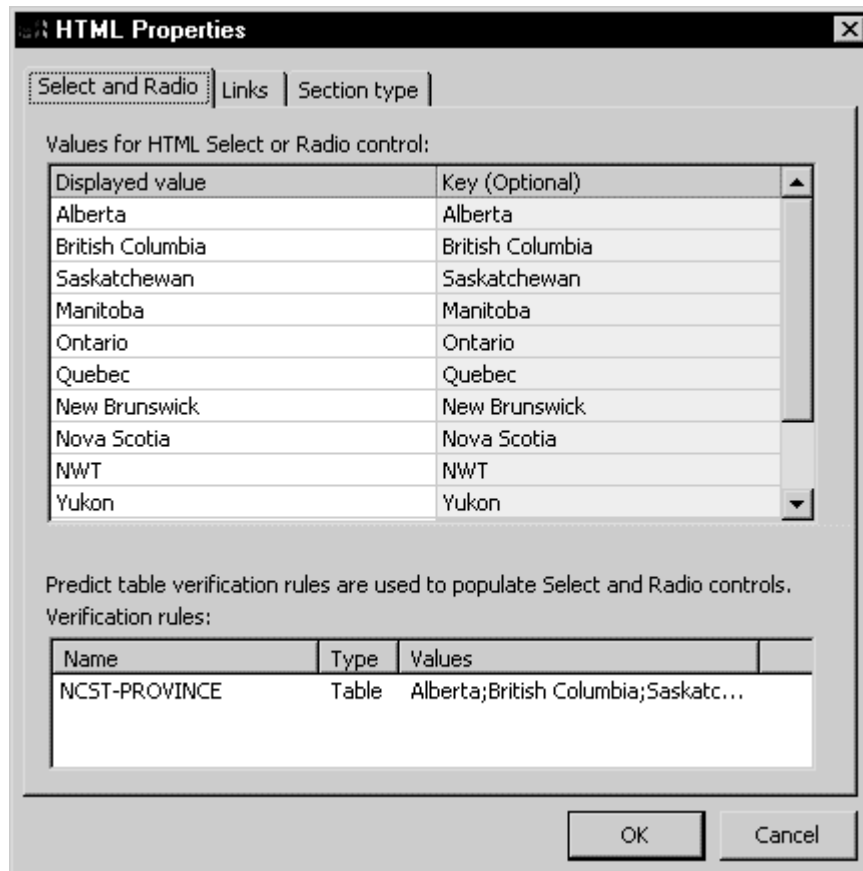 HTML Properties
Select and Radio Links Section type
Values for HTML Select or Radio control:
Displayed value Key (Optional)
Alberta Alberta
British Columbia British Columbia
Saskatchewan Saskatchewan
Manitoba Manitoba
Ontario Ontario
Quebec Quebec
New Brunswick New Brunswick
Nova Scotia Nova Scotia
NWT NWT
Yukon Yukon
Predict table verification rules are used to populate Select and Radio controls.
Verification rules:
Name Type Values
NCST-PROVINCE Table Alberta;British Columbia;Saskatc...
OK Cancel